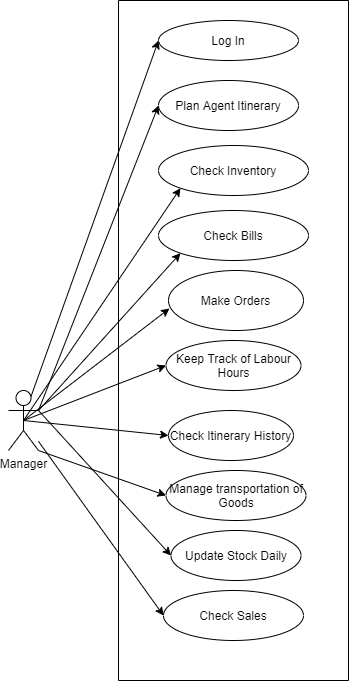 Log In
Plan Agent Itinerary
Check Inventory
Check Bills
Make Orders
Keep Track of Labour
Hours
Manager
Check Itinerary History
Manage transportation of
Goods
Update Stock Daily
Check Sales